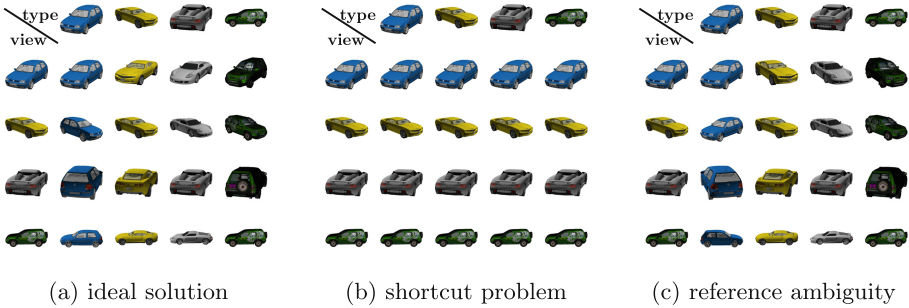 type
view
type
view
type
view
(a) ideal solution
(b) shortcut problem
(c) reference ambiguity